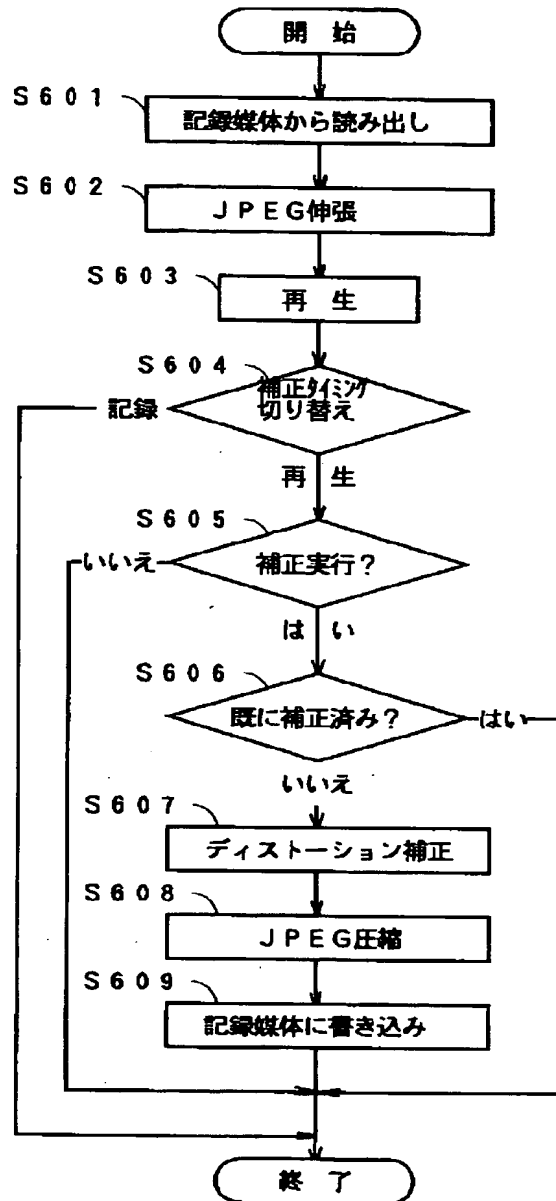 開 始
S601
記録媒体から読み出し
S602
JPEG伸張
S603
再 生
S604
補正タイミング
切り替え
記録
再 生
S605
補正実行?
いいえ
は い
S606
既に補正済み?
はい
いいえ
S607
ディストーション補正
S608
JPEG圧縮
S609
記録媒体に書き込み
終 了